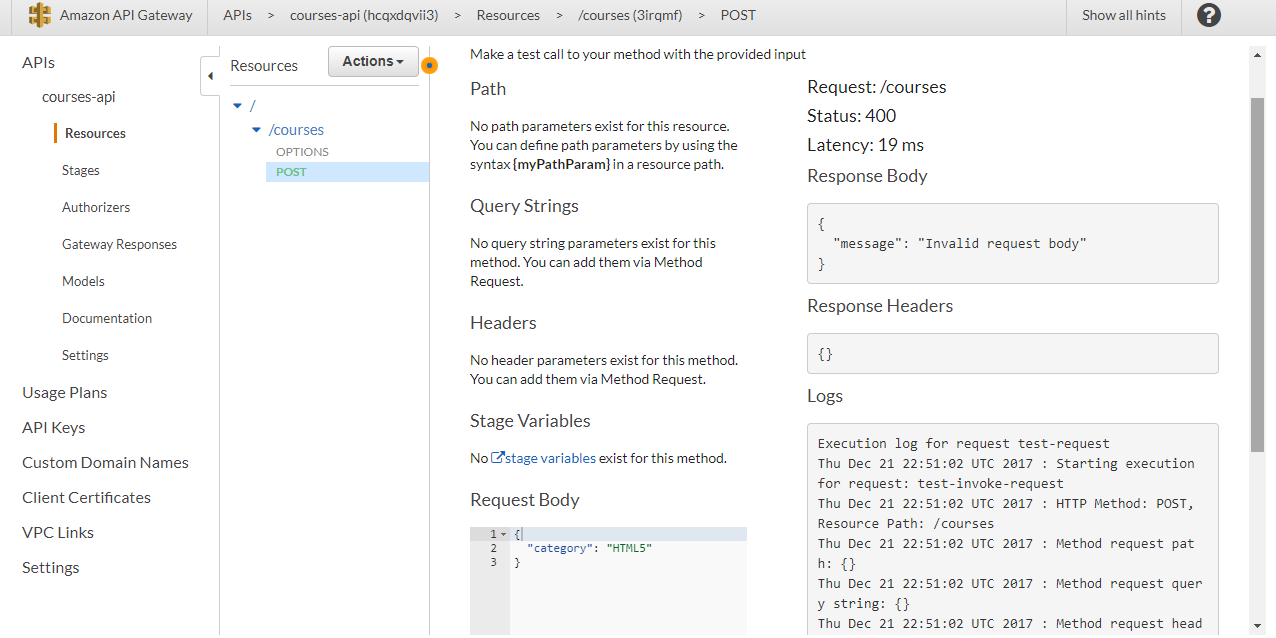 Amazon API Gateway
APIs > courses-api (hcqxdqvii3) > Resources > /courses (3irqmf) > POST
Show all hints
?
APIs
courses-api
Resources
Stages
Authorizers
Gateway Responses
Models
Documentation
Settings
Usage Plans
API Keys
Custom Domain Names
Client Certificates
VPC Links
Settings
Resources
Actions
/
/courses
OPTIONS
POST
Make a test call to your method with the provided input
Path
No path parameters exist for this resource.
You can define path parameters by using the
syntax {myPathParam} in a resource path.
Query Strings
No query string parameters exist for this
method. You can add them via Method
Request.
Headers
No header parameters exist for this method.
You can add them via Method Request.
Stage Variables
No stage variables exist for this method.
Request Body
1 {
2 "category": "HTML5"
3 }
Request: /courses
Status: 400
Latency: 19 ms
Response Body
{
"message": "Invalid request body"
}
Response Headers
{}
Logs
Execution log for request test-request
Thu Dec 21 22:51:02 UTC 2017 : Starting execution
for request: test-invoke-request
Thu Dec 21 22:51:02 UTC 2017 : HTTP Method: POST,
Resource Path: /courses
Thu Dec 21 22:51:02 UTC 2017 : Method request pat
h: {}
Thu Dec 21 22:51:02 UTC 2017 : Method request quer
y string: {}
Thu Dec 21 22:51:02 UTC 2017 : Method request head